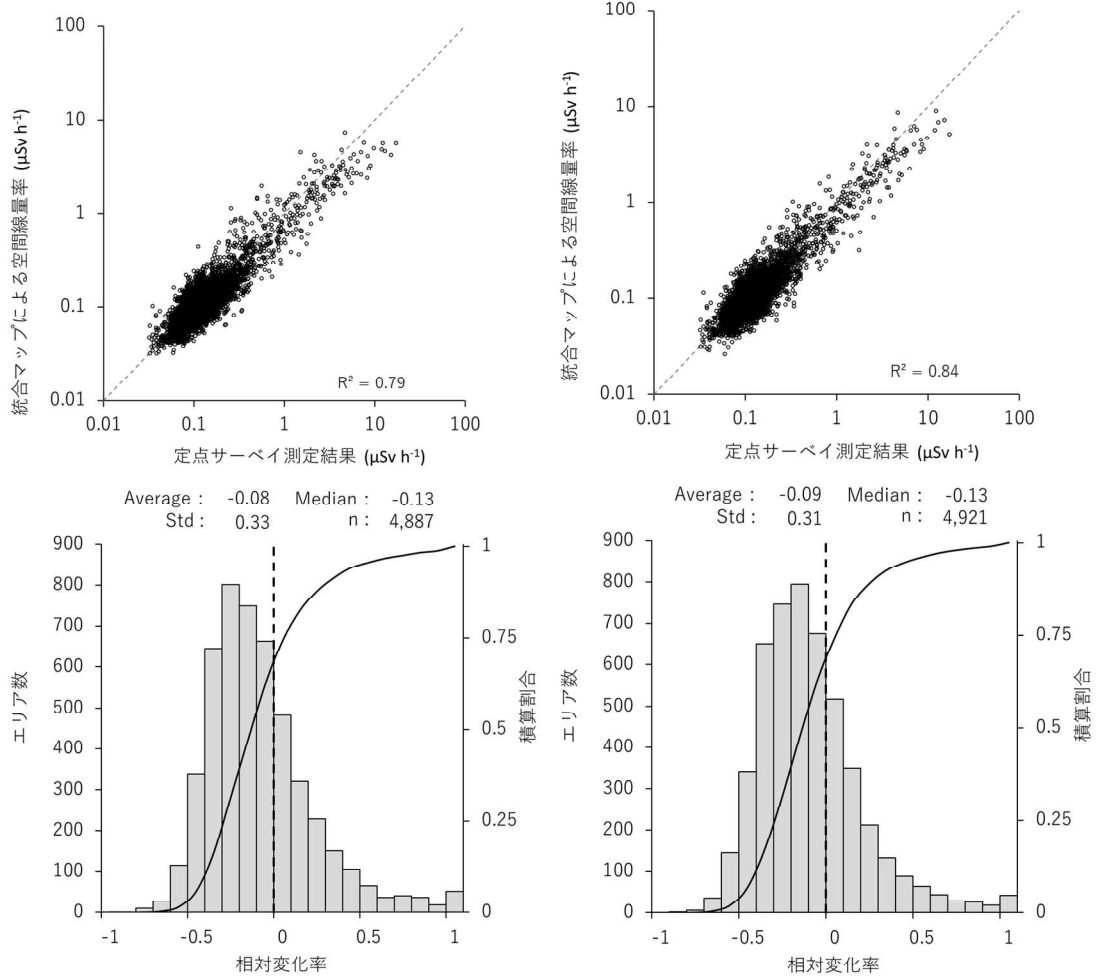 100
10
1
0.1
0.01
統合マップによる空間線量率 (μSv h⁻¹)
R² = 0.79
0.01 0.1 1 10 100
定点サーベイ測定結果 (μSv h⁻¹)
100
10
1
0.1
0.01
統合マップによる空間線量率 (μSv h⁻¹)
R² = 0.84
0.01 0.1 1 10 100
定点サーベイ測定結果 (μSv h⁻¹)
Average : -0.08 Median : -0.13
Std : 0.33 n : 4,887
900
800
700
600
500
400
300
200
100
0
エリア数
1
0.75
0.5
0.25
0
積算割合
-1 -0.5 0 0.5 1
相対変化率
Average : -0.09 Median : -0.13
Std : 0.31 n : 4,921
900
800
700
600
500
400
300
200
100
0
エリア数
1
0.75
0.5
0.25
0
積算割合
-1 -0.5 0 0.5 1
相対変化率